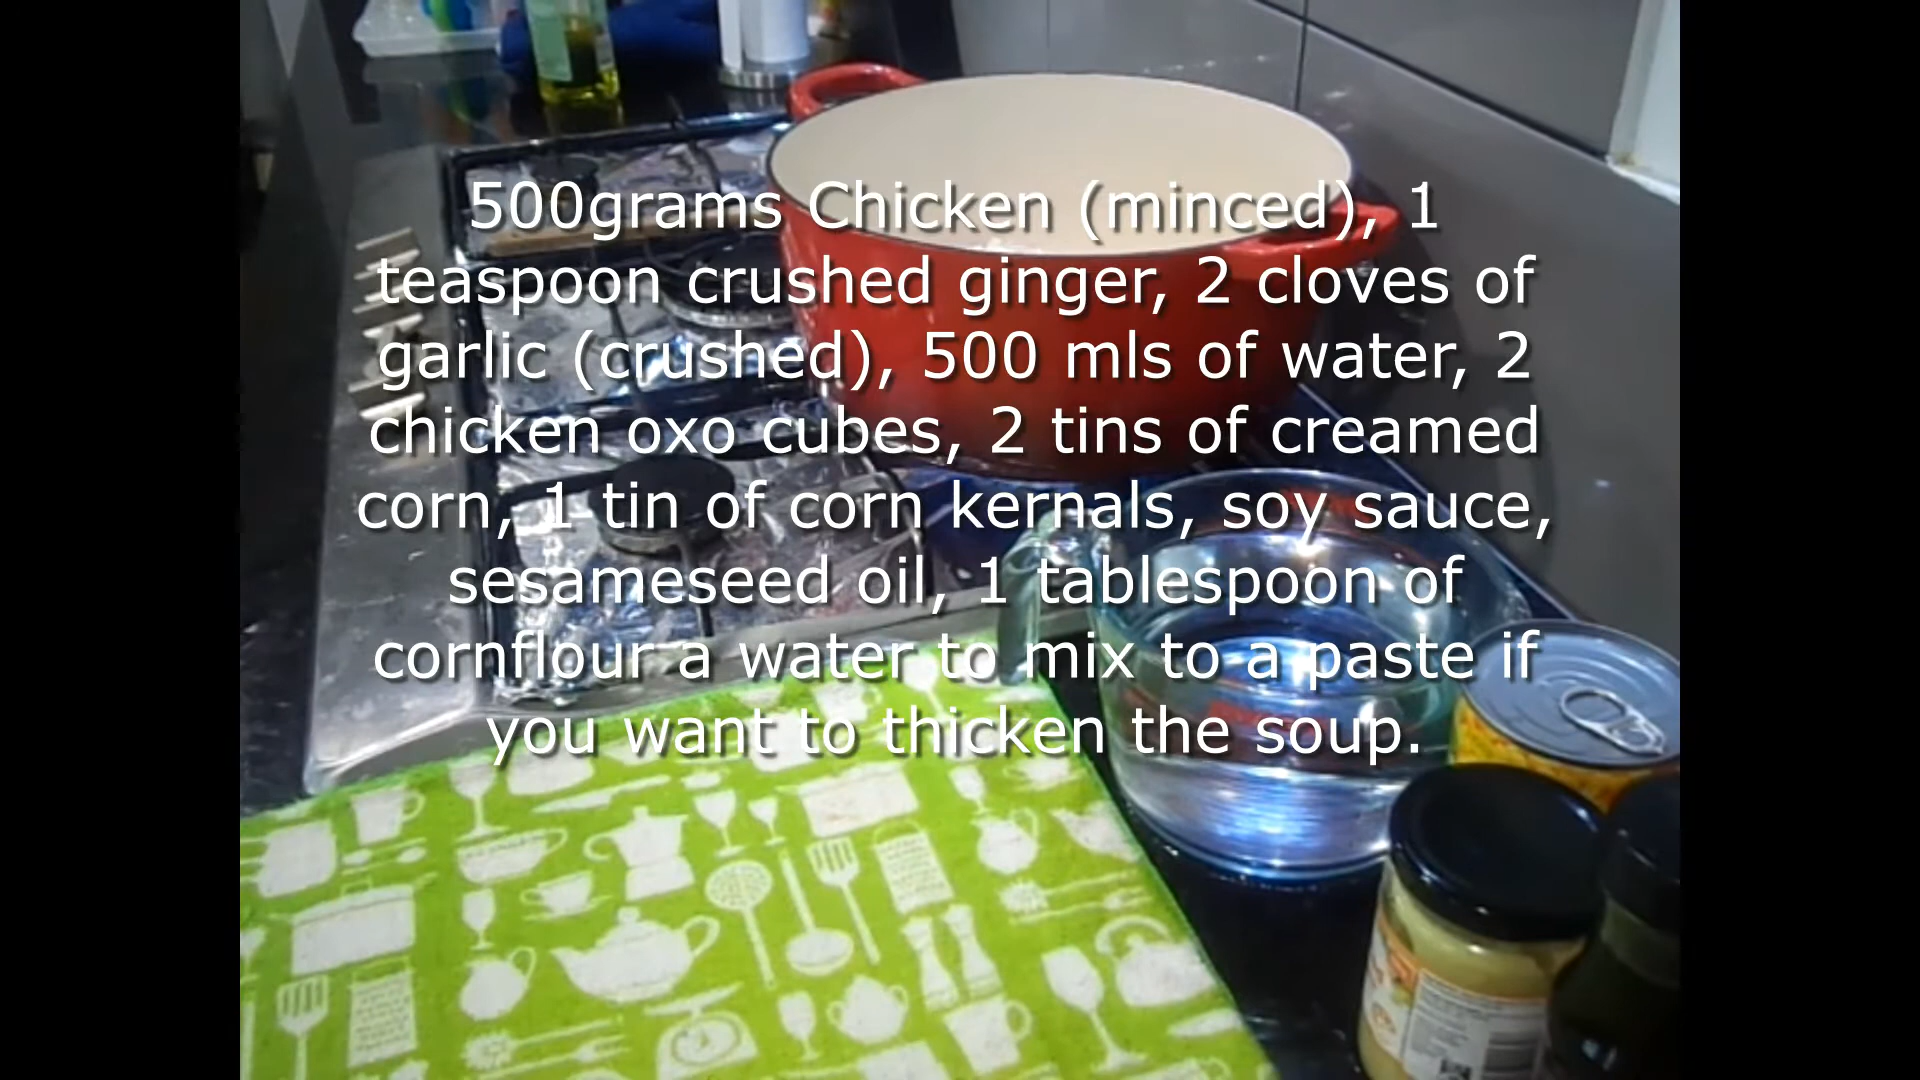 500grams Chicken (minced), 1
teaspoon crushed ginger, 2 cloves of
garlic (crushed), 500 mls of water, 2
chicken oxo cubes, 2 tins of creamed
corn, 1 tin of corn kernals, soy sauce,
sesameseed oil, 1 tablespoon of
cornflour a water to mix to a paste if
you want to thicken the soup.